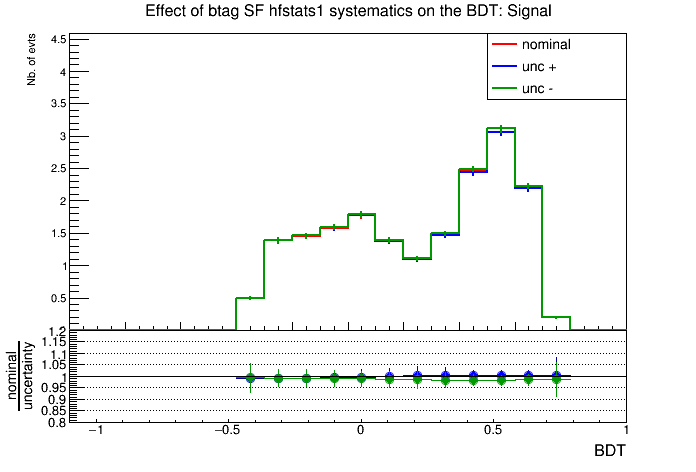 Effect of btag SF hfstats1 systematics on the BDT: Signal
Nb. of evts
4.5
4
3.5
3
2.5
2
1.5
1
0.5
nominal
unc +
unc -
nominal
uncertainty
1.2
1.15
1.1
1.05
1
0.95
0.9
0.85
0.8
−1
−0.5
0
0.5
1
BDT